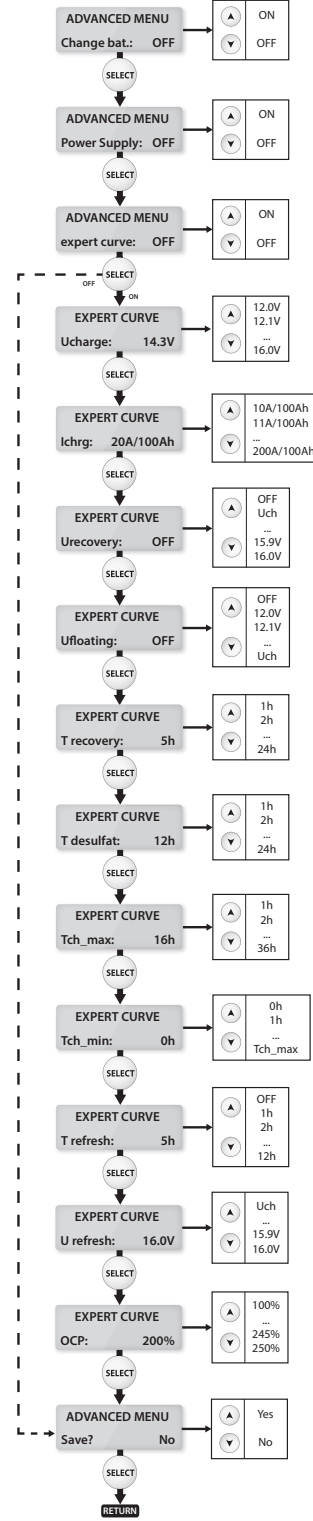 ADVANCED MENU
Change bat.: OFF
ON
OFF
SELECT
ADVANCED MENU
Power Supply: OFF
ON
OFF
SELECT
ADVANCED MENU
expert curve: OFF
ON
OFF
SELECT
OFF
ON
EXPERT CURVE
Ucharge: 14.3V
12.0V
12.1V
...
16.0V
SELECT
EXPERT CURVE
Ichrg: 20A/100Ah
10A/100Ah
11A/100Ah
...
200A/100Ah
SELECT
EXPERT CURVE
Urecovery: OFF
OFF
Uch
...
15.9V
16.0V
SELECT
EXPERT CURVE
Ufloating: OFF
OFF
12.0V
12.1V
...
Uch
SELECT
EXPERT CURVE
T recovery: 5h
1h
2h
...
24h
SELECT
EXPERT CURVE
T desulfat: 12h
1h
2h
...
24h
SELECT
EXPERT CURVE
Tch_max: 16h
1h
2h
...
36h
SELECT
EXPERT CURVE
Tch_min: 0h
0h
1h
...
Tch_max
SELECT
EXPERT CURVE
T refresh: 5h
OFF
1h
2h
...
12h
SELECT
EXPERT CURVE
U refresh: 16.0V
Uch
...
15.9V
16.0V
SELECT
EXPERT CURVE
OCP: 200%
100%
...
245%
250%
SELECT
ADVANCED MENU
Save? No
Yes
No
SELECT
RETURN